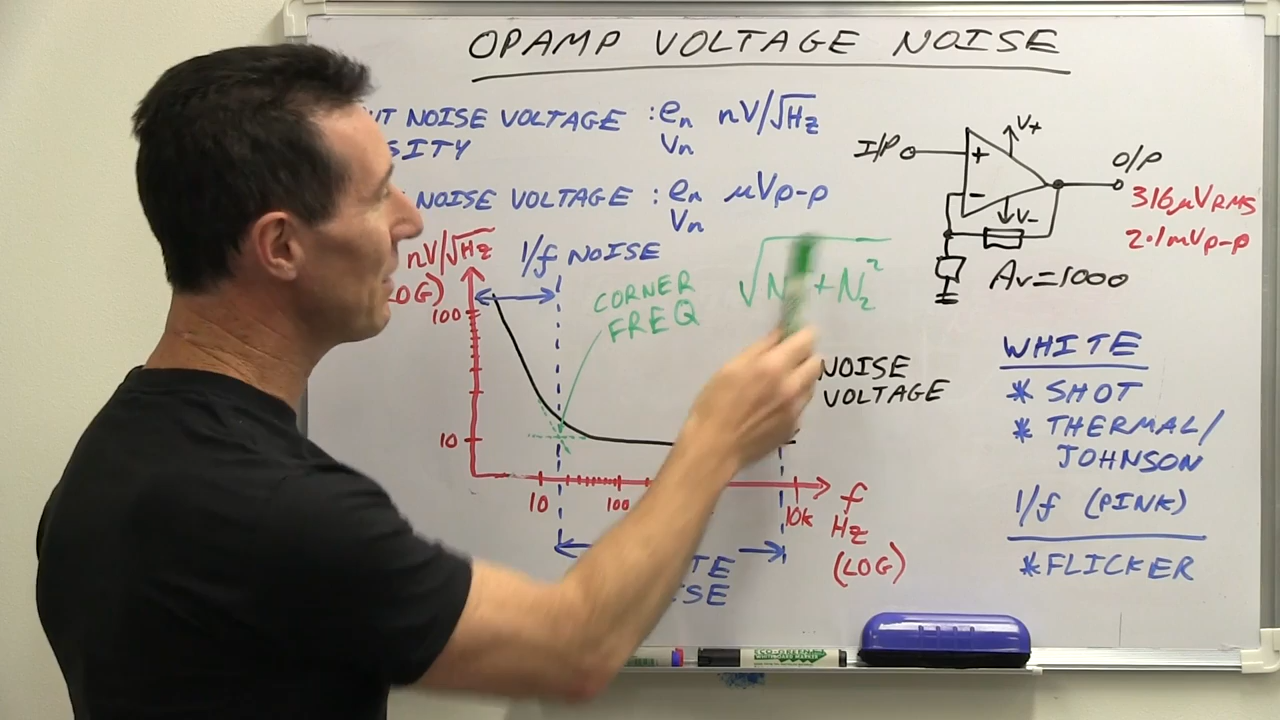 OPAMP VOLTAGE NOISE
NOISE VOLTAGE : en nV/√Hz
Vn
NOISE VOLTAGE : en µVp-p
Vn
nV/√Hz
1/f NOISE
CORNER
FREQ
100
10
10 100 10k
f
Hz
(LOG)
NOISE
VOLTAGE
I/P
+
-
V+
V-
O/P
316µVRMS
2.1mVp-p
Av=1000
WHITE
* SHOT
* THERMAL/
JOHNSON
1/f (PINK)
* FLICKER